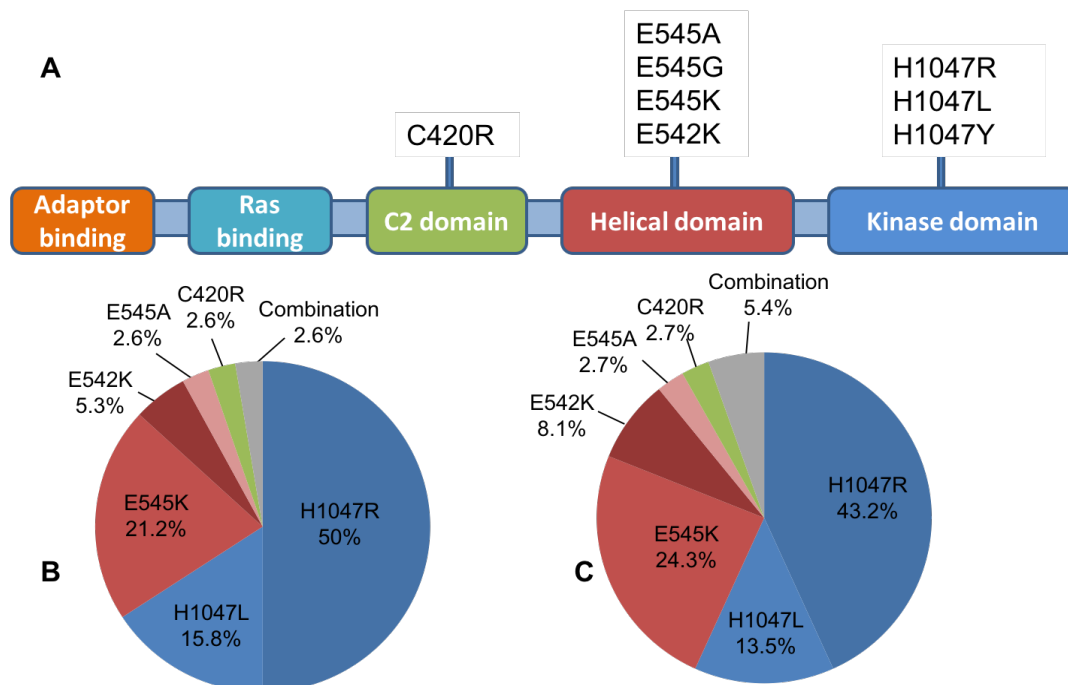 A
C420R
E545A
E545G
E545K
E542K
H1047R
H1047L
H1047Y
Adaptor
binding
Ras
binding
C2 domain
Helical domain
Kinase domain
B
Combination
2.6%
C420R
2.6%
E545A
2.6%
E542K
5.3%
E545K
21.2%
H1047L
15.8%
H1047R
50%
C
Combination
5.4%
C420R
2.7%
E545A
2.7%
E542K
8.1%
E545K
24.3%
H1047L
13.5%
H1047R
43.2%